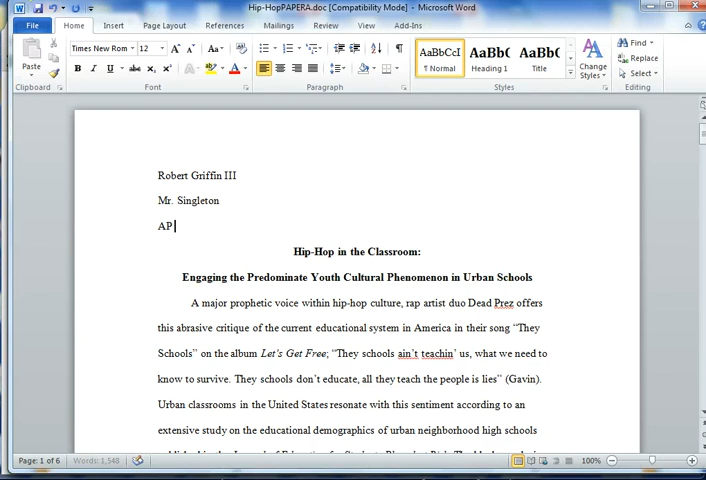 Hip-HopPAPERA.doc [Compatibility Mode] - Microsoft Word
File Home Insert Page Layout References Mailings Review View Add-Ins
Times New Rom 12 A A Aa
Paste B I U abc x₂ x² A ab A
AaBbCcI AaBb( AaBb(
¶ Normal Heading 1 Title
Change Styles
Find
Replace
Select
Clipboard Font Paragraph Styles Editing
Robert Griffin III
Mr. Singleton
AP
Hip-Hop in the Classroom:
Engaging the Predominate Youth Cultural Phenomenon in Urban Schools
A major prophetic voice within hip-hop culture, rap artist duo Dead Prez offers
this abrasive critique of the current educational system in America in their song “They
Schools” on the album Let's Get Free; “They schools ain’t teachin’ us, what we need to
know to survive. They schools don’t educate, all they teach the people is lies” (Gavin).
Urban classrooms in the United States resonate with this sentiment according to an
extensive study on the educational demographics of urban neighborhood high schools
Page: 1 of 6 Words: 1,548 100%